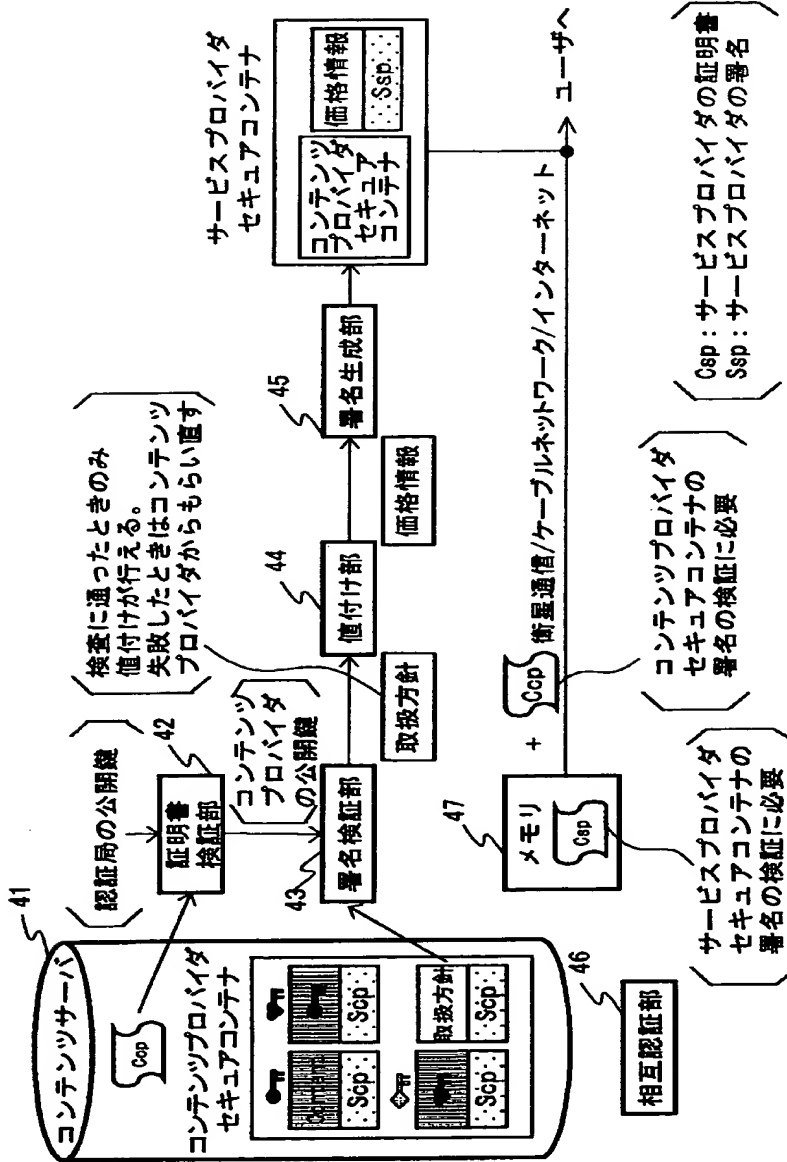 コンテンツサーバ
41
Ccp
コンテンツプロバイダ
セキュアコンテナ
Scp
Scp
Scp
取扱方針
Scp
認証局の公開鍵
証明書
検証部
42
コンテンツ
プロバイダ
の公開鍵
署名検証部
43
検査に通ったときのみ
値付けが行える。
失敗したときはコンテンツ
プロバイダからもらい直す
取扱方針
値付け部
44
価格情報
署名生成部
45
サービスプロバイダ
セキュアコンテナ
コンテンツ
プロバイダ
セキュア
コンテナ
価格情報
Ssp
相互認証部
46
メモリ
Csp
47
+
Ccp
衛星通信/ケーブルネットワーク/インターネット
ユーザへ
サービスプロバイダ
セキュアコンテナの
署名の検証に必要
コンテンツプロバイダ
セキュアコンテナの
署名の検証に必要
Csp:サービスプロバイダの証明書
Ssp:サービスプロバイダの署名